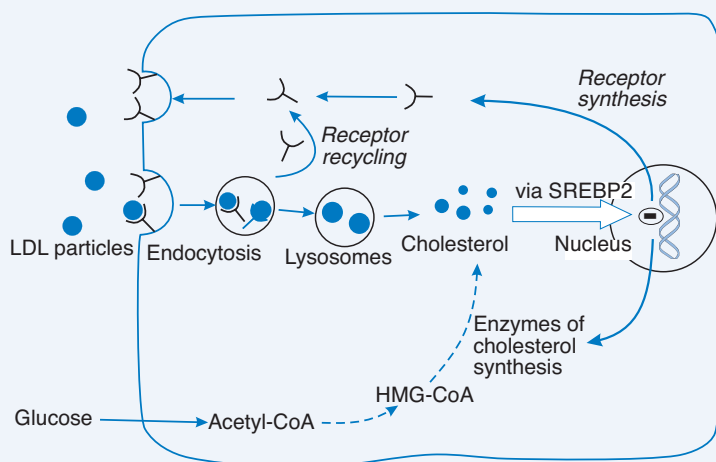 Receptor
synthesis
Receptor
recycling
via SREBP2
LDL particles
Endocytosis
Lysosomes
Cholesterol
Nucleus
Enzymes of
cholesterol
synthesis
HMG-CoA
Glucose
Acetyl-CoA